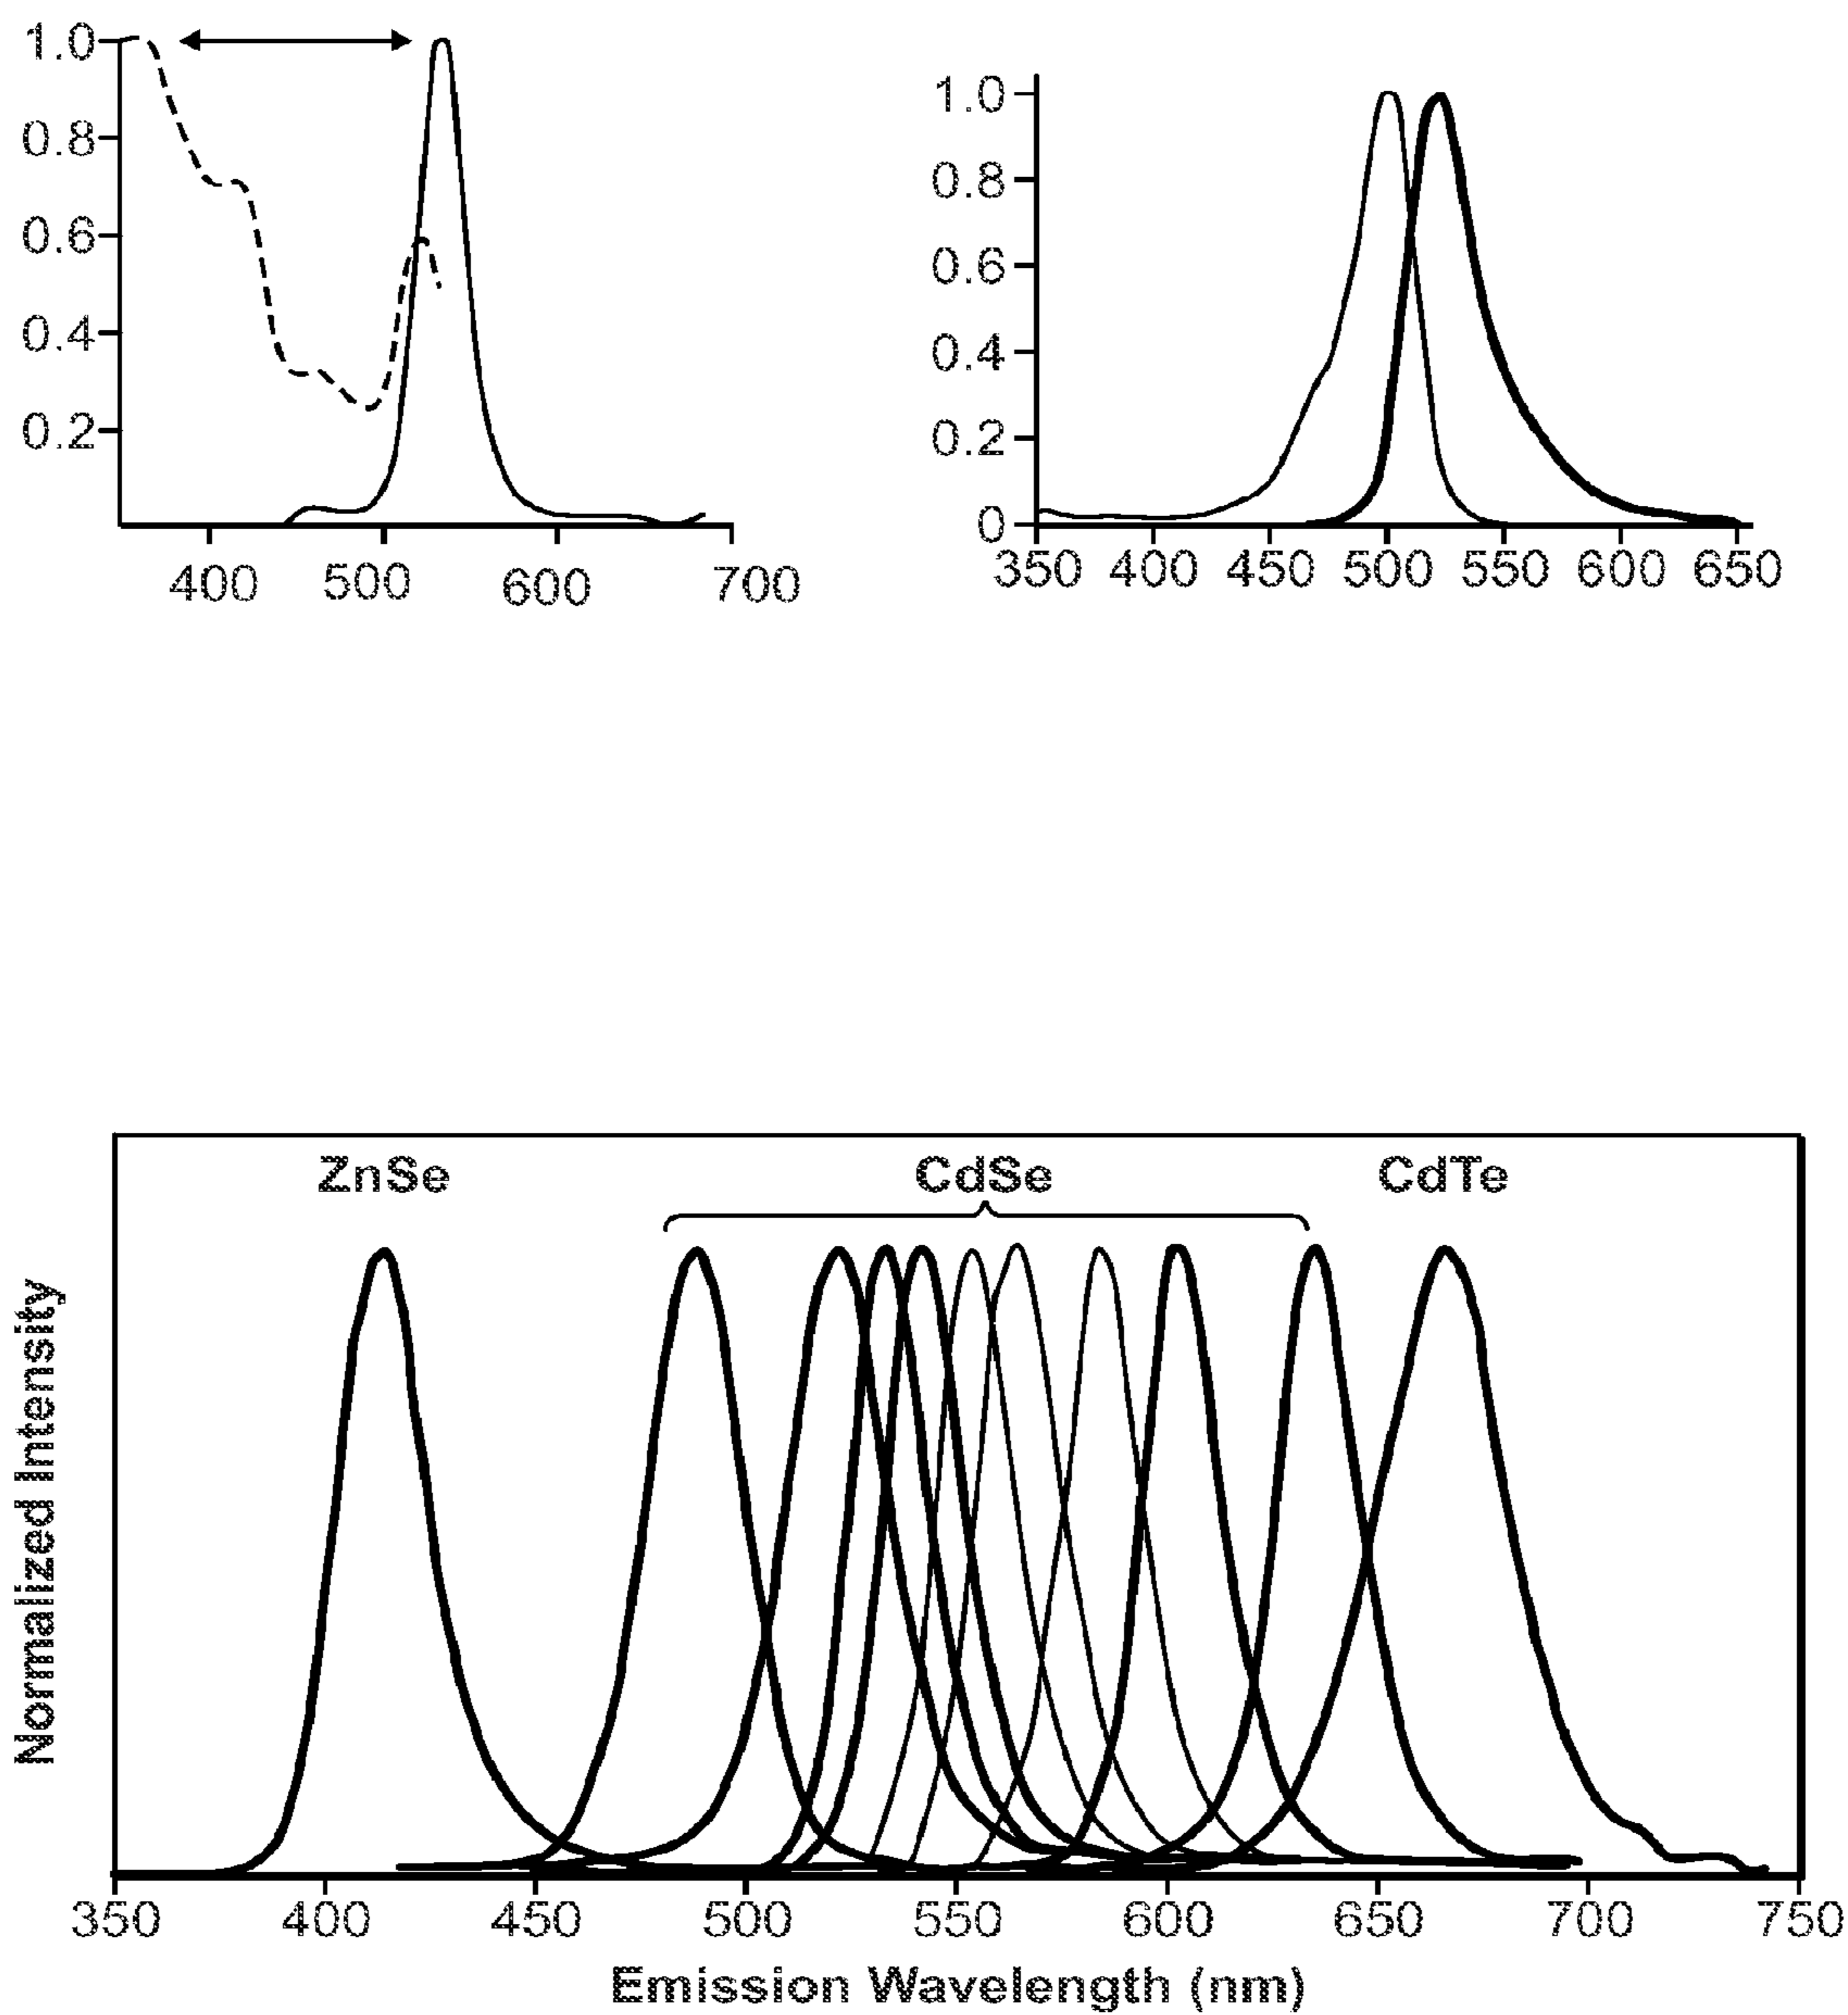 1.0
0.8
0.6
0.4
0.2
400 500 600 700
1.0
0.8
0.6
0.4
0.2
0
350 400 450 500 550 600 650
ZnSe CdSe CdTe
Normalized Intensity
350 400 450 500 550 600 650 700 750
Emission Wavelength (nm)